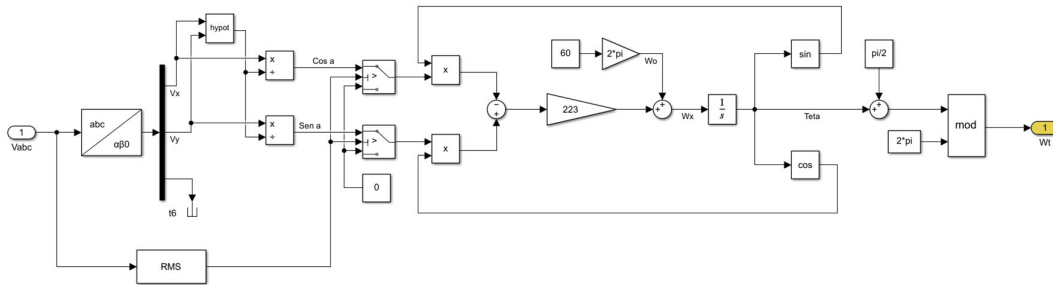 1
Vabc
abc
αβ0
Vx
Vy
t6
hypot
x
÷
x
÷
Cos a
Sen a
>
>
0
RMS
x
x
−
+
223
60
2*pi
Wo
+
+
Wx
1
s
sin
cos
Teta
pi/2
+
+
2*pi
mod
1
Wt